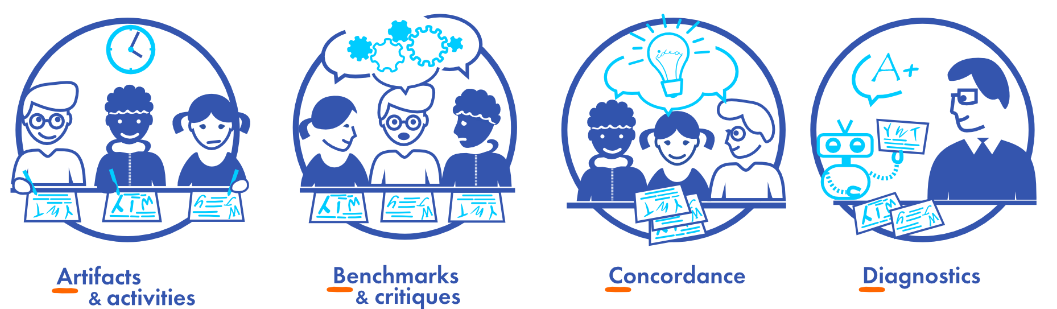 A+
Artifacts
& activities
Benchmarks
& critiques
Concordance
Diagnostics